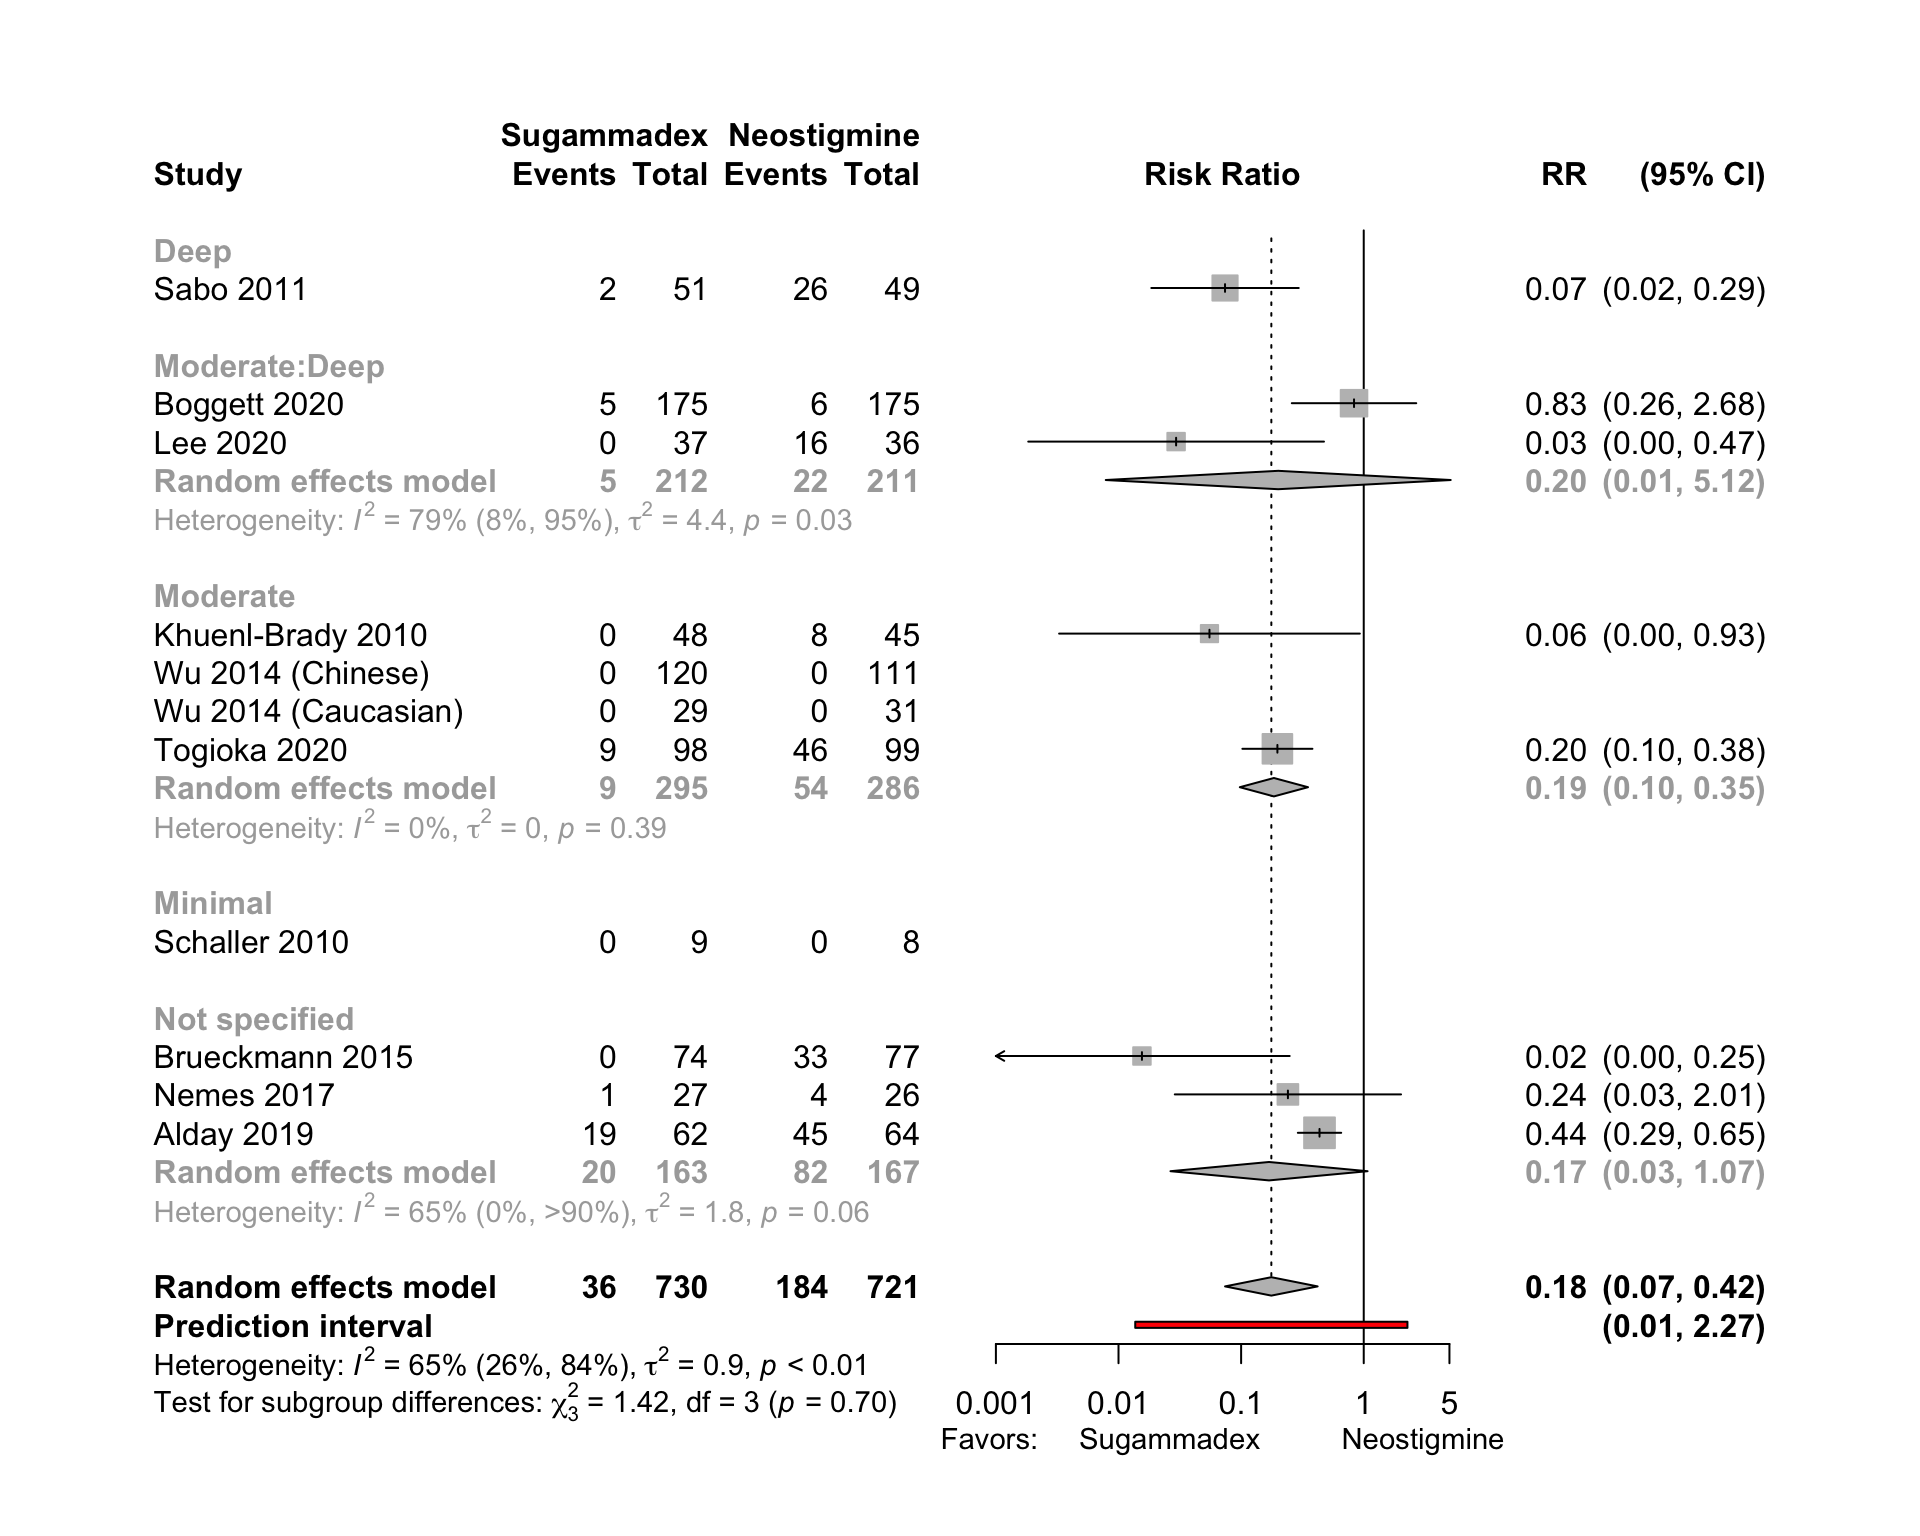 Sugammadex Neostigmine
Study Events Total Events Total Risk Ratio RR (95% CI)
Deep
Sabo 2011 2 51 26 49 0.07 (0.02, 0.29)
Moderate:Deep
Boggett 2020 5 175 6 175 0.83 (0.26, 2.68)
Lee 2020 0 37 16 36 0.03 (0.00, 0.47)
Random effects model 5 212 22 211 0.20 (0.01, 5.12)
Heterogeneity: I² = 79% (8%, 95%), τ² = 4.4, p = 0.03
Moderate
Khuenl-Brady 2010 0 48 8 45 0.06 (0.00, 0.93)
Wu 2014 (Chinese) 0 120 0 111
Wu 2014 (Caucasian) 0 29 0 31
Togioka 2020 9 98 46 99 0.20 (0.10, 0.38)
Random effects model 9 295 54 286 0.19 (0.10, 0.35)
Heterogeneity: I² = 0%, τ² = 0, p = 0.39
Minimal
Schaller 2010 0 9 0 8
Not specified
Brueckmann 2015 0 74 33 77 0.02 (0.00, 0.25)
Nemes 2017 1 27 4 26 0.24 (0.03, 2.01)
Alday 2019 19 62 45 64 0.44 (0.29, 0.65)
Random effects model 20 163 82 167 0.17 (0.03, 1.07)
Heterogeneity: I² = 65% (0%, >90%), τ² = 1.8, p = 0.06
Random effects model 36 730 184 721 0.18 (0.07, 0.42)
Prediction interval (0.01, 2.27)
Heterogeneity: I² = 65% (26%, 84%), τ² = 0.9, p < 0.01
Test for subgroup differences: χ²₃ = 1.42, df = 3 (p = 0.70)
0.001 0.01 0.1 1 5
Favors: Sugammadex Neostigmine